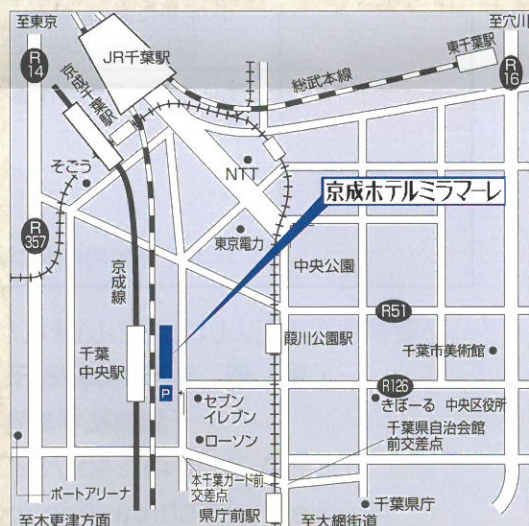 至東京
至穴川
R
14
JR千葉駅
東千葉駅
R
16
総武本線
京成千葉駅
そごう
NTT
京成ホテルミラマーレ
R
357
東京電力
中央公園
京成線
R51
千葉
中央駅
葭川公園駅
千葉市美術館
P
R126
セブン
イレブン
きぼーる 中央区役所
ローソン
千葉県自治会館
前交差点
ポートアリーナ
本千葉ガード前
交差点
県庁前駅
千葉県庁
至木更津方面
至大網街道